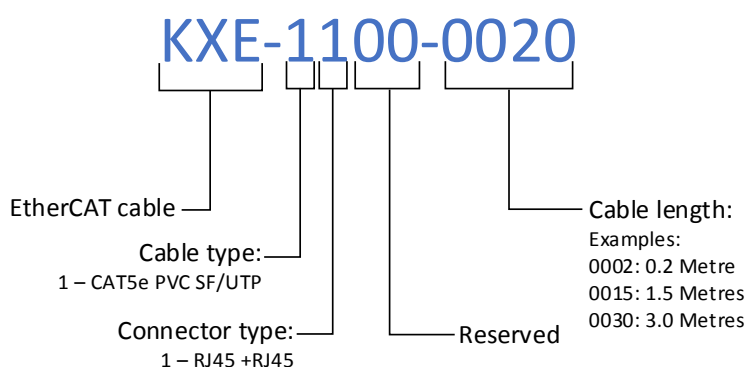 KXE-1100-0020
EtherCAT cable
Cable type:
1 – CAT5e PVC SF/UTP
Connector type:
1 – RJ45 +RJ45
Reserved
Cable length:
Examples:
0002: 0.2 Metre
0015: 1.5 Metres
0030: 3.0 Metres